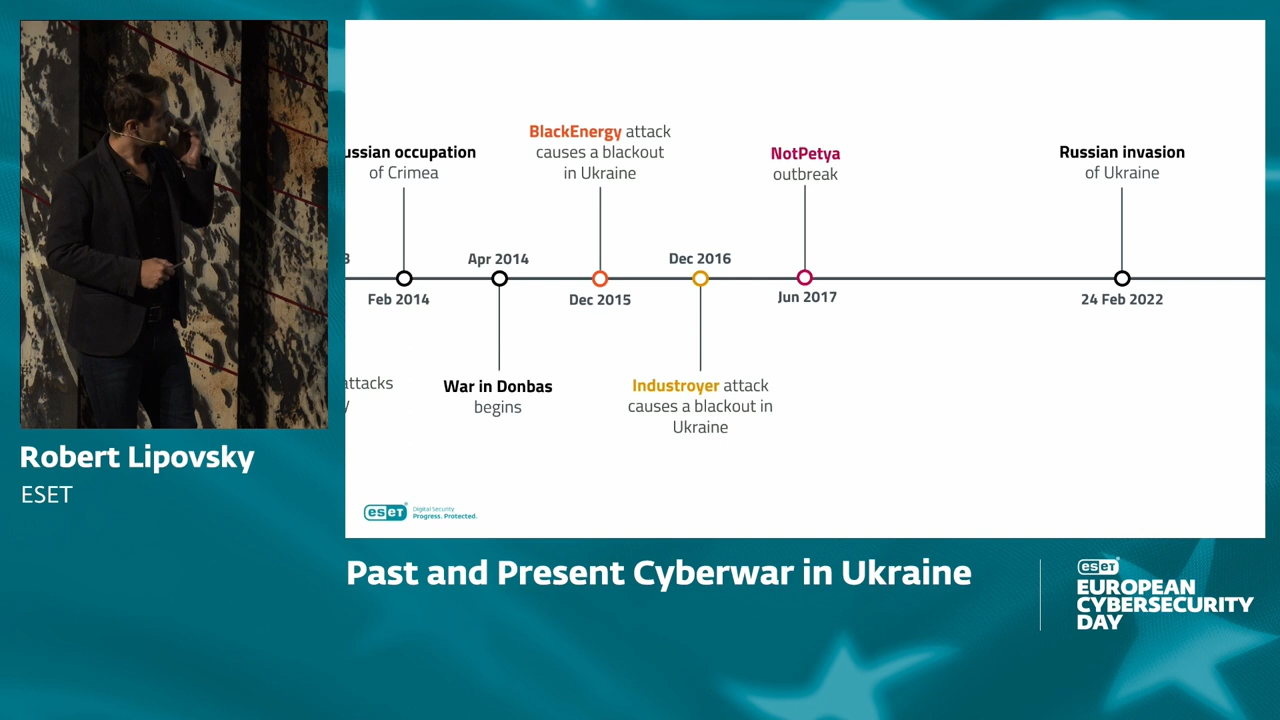 ussian occupation
of Crimea
BlackEnergy attack
causes a blackout
in Ukraine
NotPetya
outbreak
Russian invasion
of Ukraine
3
Feb 2014
Apr 2014
Dec 2015
Dec 2016
Jun 2017
24 Feb 2022
attacks
y
War in Donbas
begins
Industroyer attack
causes a blackout in
Ukraine
eset
Digital Security
Progress. Protected.
Robert Lipovsky
ESET
Past and Present Cyberwar in Ukraine
eset
EUROPEAN
CYBERSECURITY
DAY